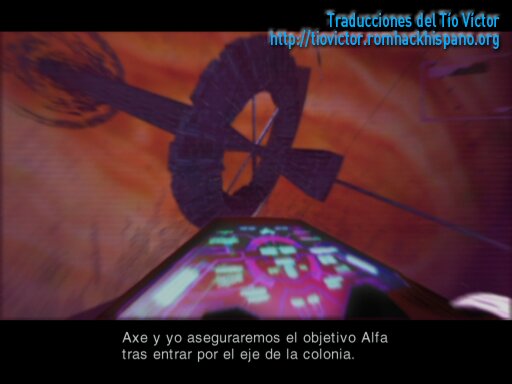 Traducciones del Tío Víctor
http://tiovictor.romhackhispano.org
Axe y yo aseguraremos el objetivo Alfa
tras entrar por el eje de la colonia.